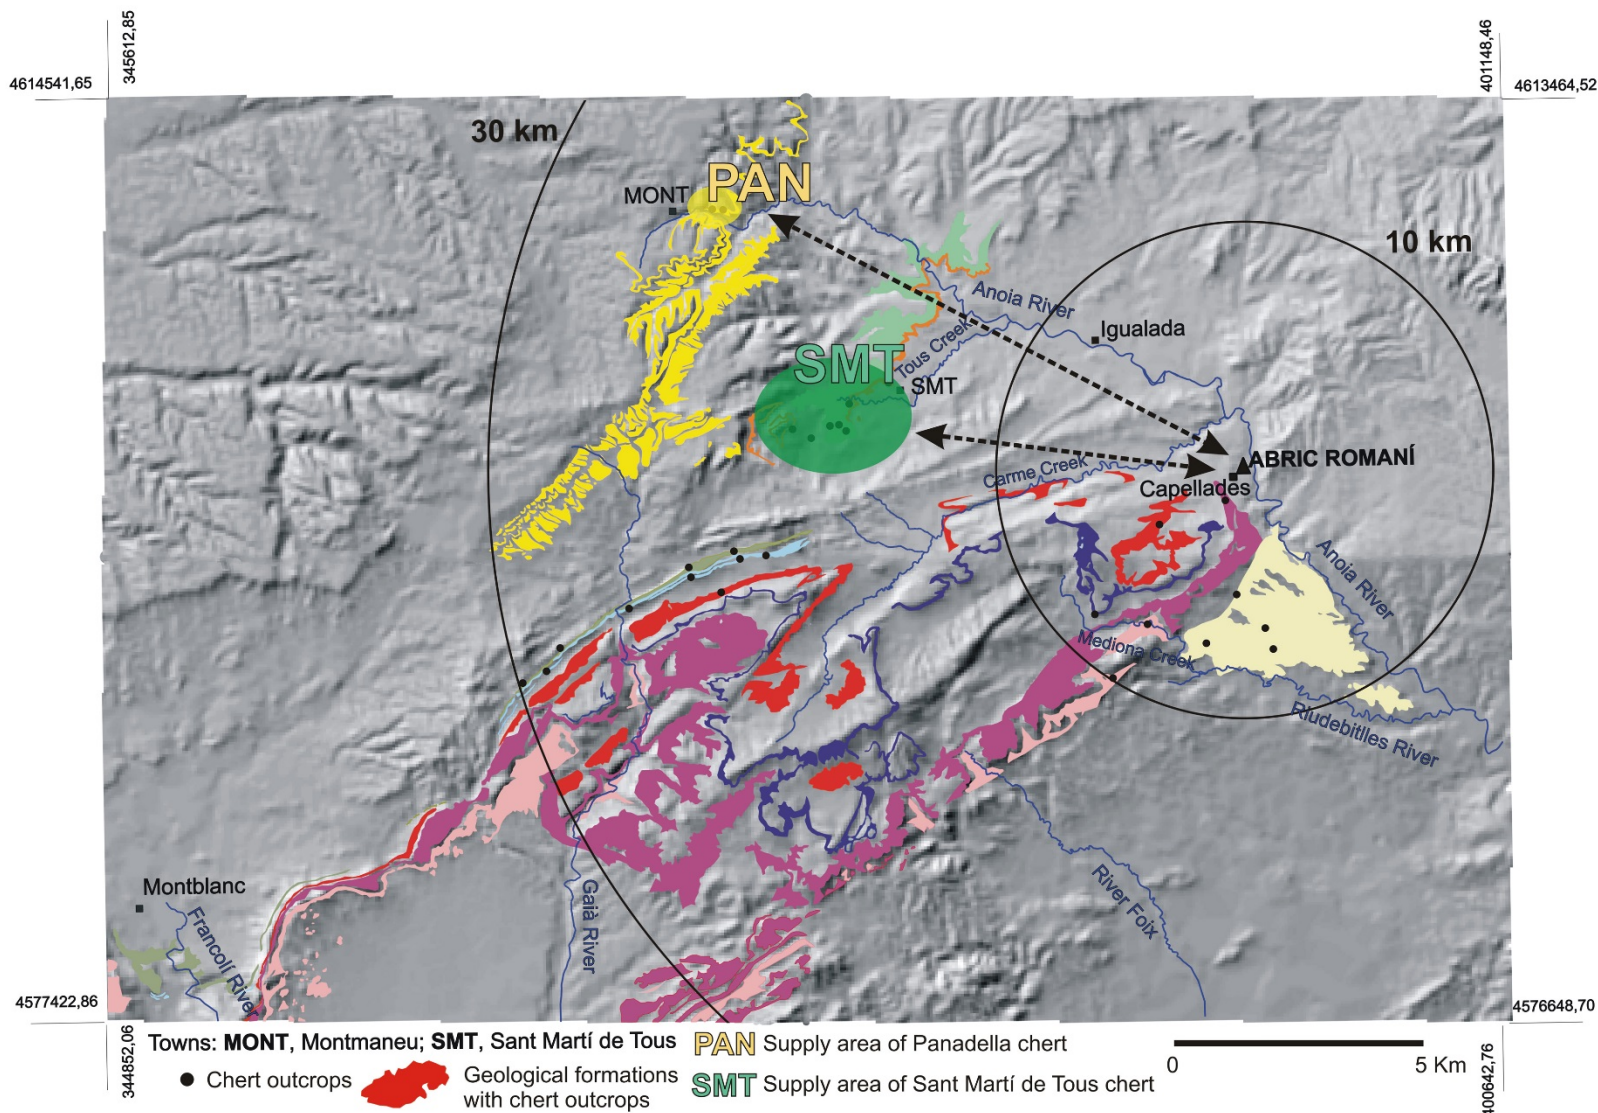 345612,85
401148,46
4614541,65
4613464,52
30 km
PAN
MONT
10 km
Anoia River
Igualada
Tous Creek
SMT
SMT
ABRIC ROMANÍ
Carme Creek
Capellades
Anoia River
Mediona Creek
Riudebitlles River
Montblanc
Francolí River
Gaià River
River Foix
4577422,86
4576648,70
344852,06
400642,76
Towns: MONT, Montmaneu; SMT, Sant Martí de Tous
PAN Supply area of Panadella chert
0 5 Km
Chert outcrops
Geological formations
with chert outcrops
SMT Supply area of Sant Martí de Tous chert